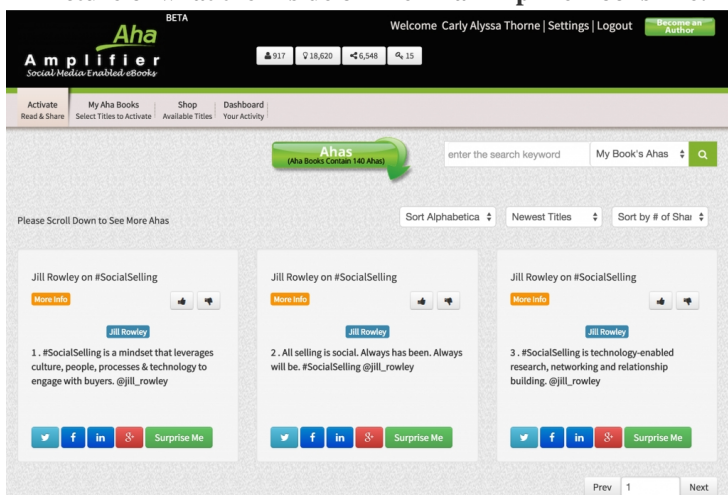 BETA
Aha
Amplifier
Social Media Enabled eBooks
Welcome Carly Alyssa Thorne | Settings | Logout
Become an
Author
917 18,620 6,548 15
Activate
Read & Share
My Aha Books
Select Titles to Activate
Shop
Available Titles
Dashboard
Your Activity
Ahas
(Aha Books Contain 140 Ahas)
enter the search keyword
My Book's Ahas
Please Scroll Down to See More Ahas
Sort Alphabetica
Newest Titles
Sort by # of Shar
Jill Rowley on #SocialSelling
More Info
Jill Rowley
1 . #SocialSelling is a mindset that leverages
culture, people, processes & technology to
engage with buyers. @jill_rowley
Surprise Me
Jill Rowley on #SocialSelling
More Info
Jill Rowley
2 . All selling is social. Always has been. Always
will be. #SocialSelling @jill_rowley
Surprise Me
Jill Rowley on #SocialSelling
More Info
Jill Rowley
3 . #SocialSelling is technology-enabled
research, networking and relationship
building. @jill_rowley
Surprise Me
Prev 1 Next